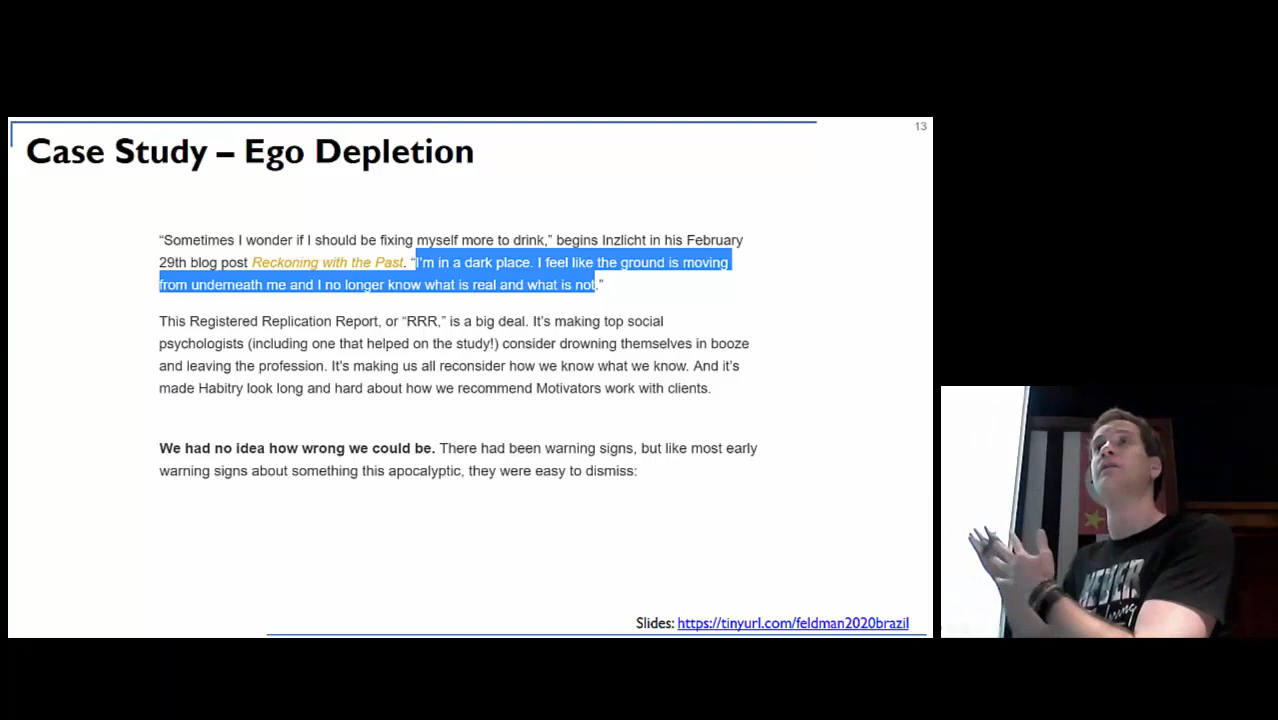 13
Case Study – Ego Depletion
“Sometimes I wonder if I should be fixing myself more to drink,” begins Inzlicht in his February
29th blog post Reckoning with the Past. “I’m in a dark place. I feel like the ground is moving
from underneath me and I no longer know what is real and what is not.”
This Registered Replication Report, or “RRR,” is a big deal. It’s making top social
psychologists (including one that helped on the study!) consider drowning themselves in booze
and leaving the profession. It’s making us all reconsider how we know what we know. And it’s
made Habitry look long and hard about how we recommend Motivators work with clients.
We had no idea how wrong we could be. There had been warning signs, but like most early
warning signs about something this apocalyptic, they were easy to dismiss:
Slides: https://tinyurl.com/feldman2020brazil
NEVER